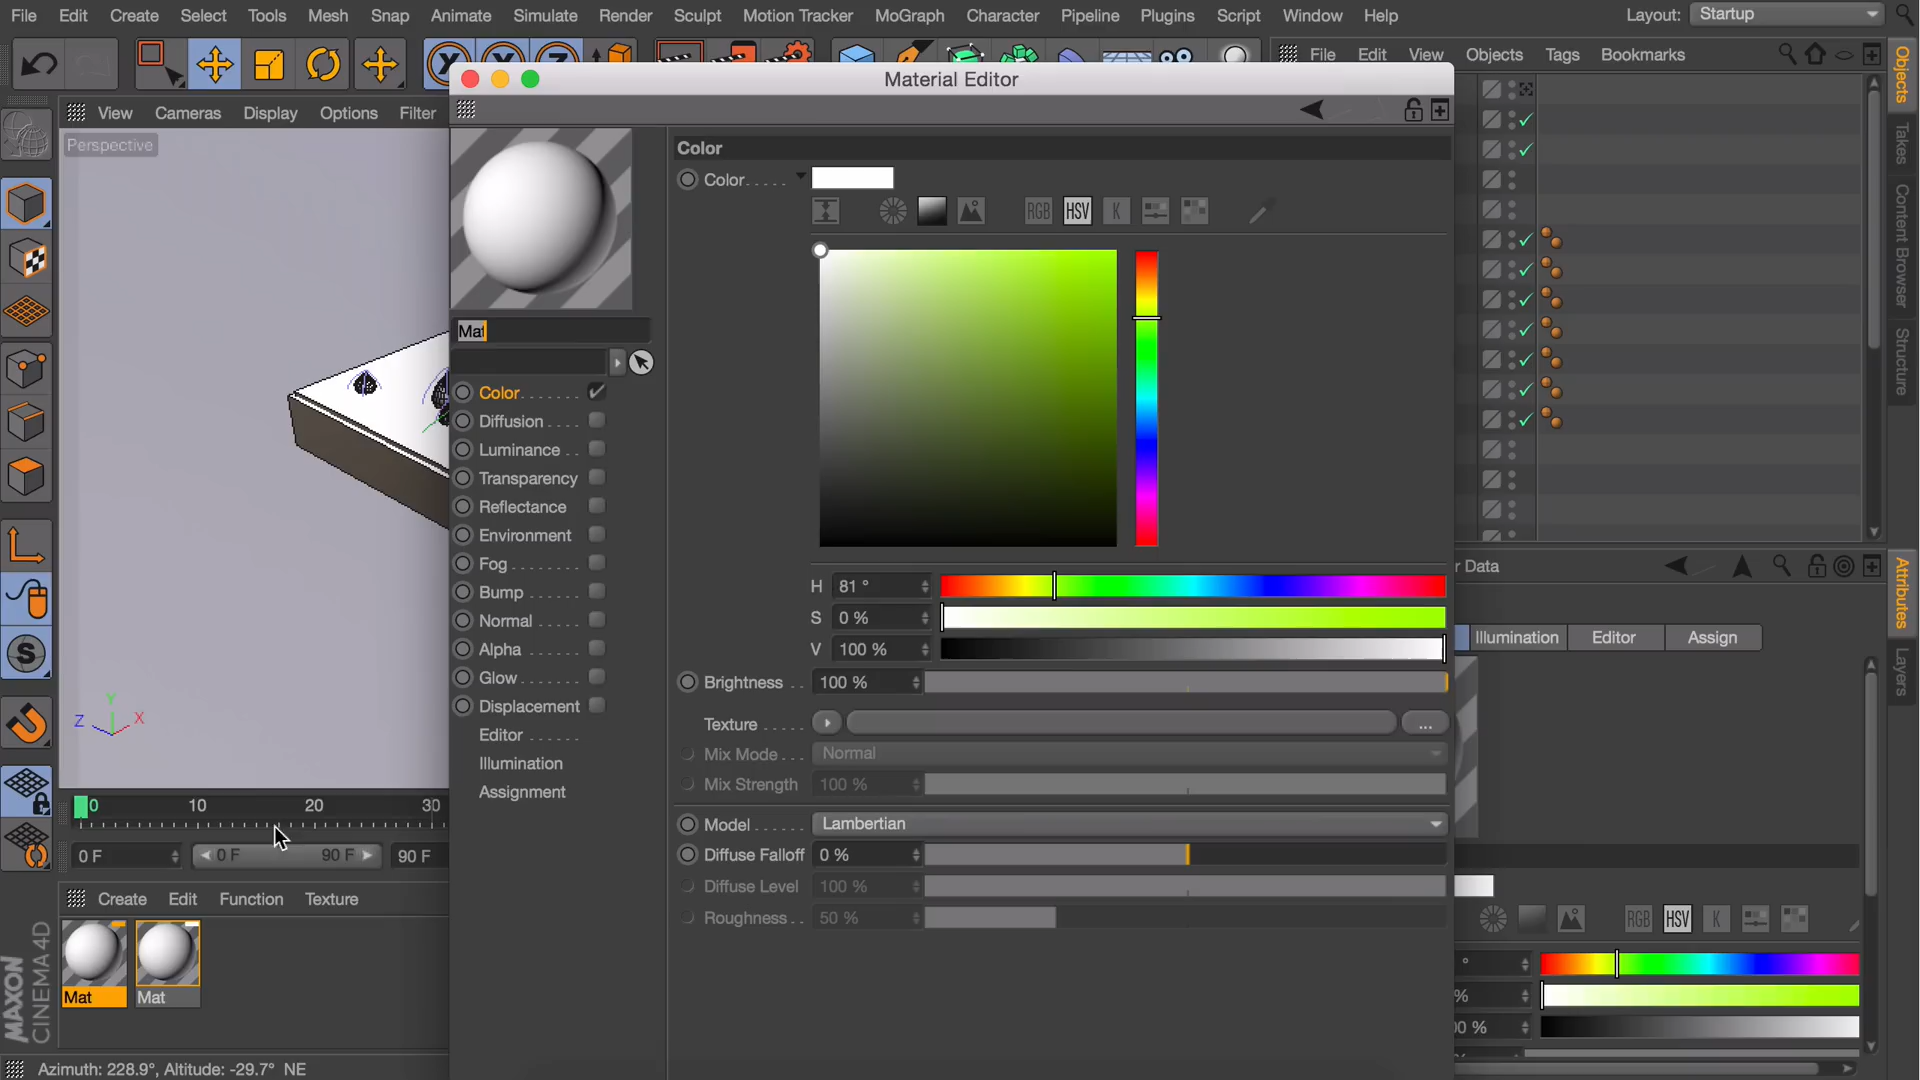 File Edit Create Select Tools Mesh Snap Animate Simulate Render Sculpt Motion Tracker MoGraph Character Pipeline Plugins Script Window Help Layout: Startup
File Edit View Objects Tags Bookmarks
Material Editor
View Cameras Display Options Filter
Perspective
Color
Color.....
RGB HSV K
Mat
Color.......
Diffusion ....
Luminance ..
Transparency
Reflectance
Environment
Fog.........
Bump.......
Normal .....
Alpha ......
Glow.......
Displacement
Editor ......
Illumination
Assignment
H 81 °
S 0 %
V 100 %
Brightness .. 100 %
Texture ..... ...
Mix Mode... Normal
Mix Strength 100 %
Model...... Lambertian
Diffuse Falloff 0 %
Diffuse Level 100 %
Roughness.. 50 %
Objects
Takes
Content Browser
Structure
Attributes
Layers
r Data
Illumination Editor Assign
RGB HSV K
°
%
00 %
Y
Z X
0 10 20 30
0 F 0 F 90 F 90 F
Create Edit Function Texture
Mat Mat
MAXON
CINEMA 4D
Azimuth: 228.9°, Altitude: -29.7° NE